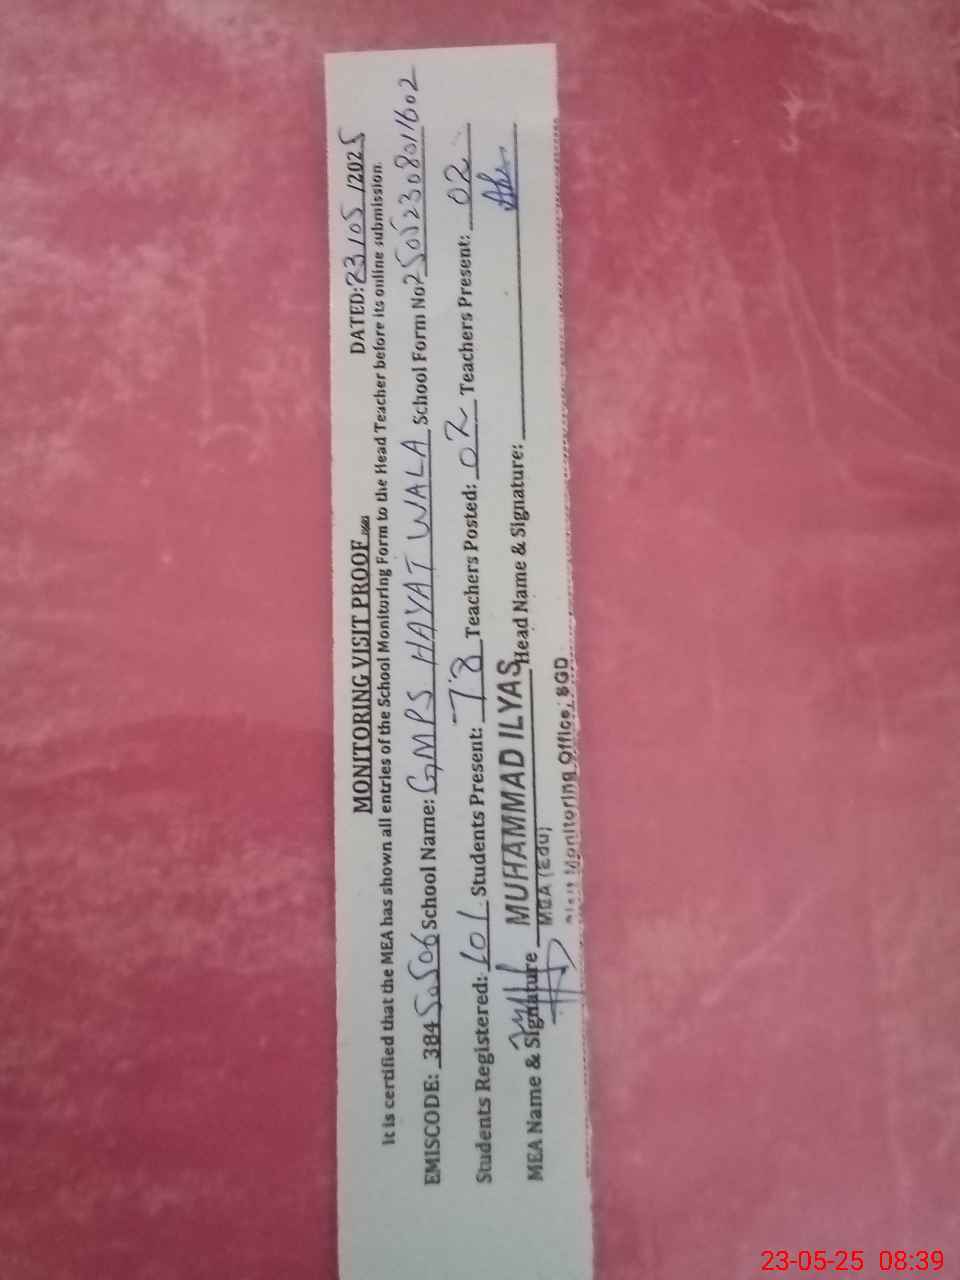 MONITORING VISIT PROOF
DATED: 23/05/2025
It is certified that the MEA has shown all entries of the School Monitoring Form to the Head Teacher before its online submission.
EMISCODE: 38450506 School Name: GMPS HAYAT WALA School Form No 25052308011602
Students Registered: 101 Students Present: 78 Teachers Posted: 02 Teachers Present: 02
MEA Name & Signature MUHAMMAD ILYAS Head Name & Signature:
MEA (Edu)
Distt Monitoring Office, SGD
23-05-25 08:39